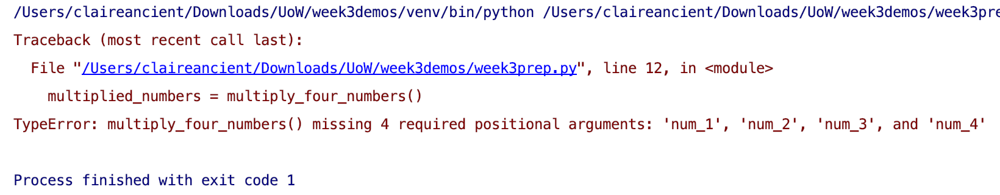 /Users/claireancient/Downloads/UoW/week3demos/venv/bin/python /Users/claireancient/Downloads/UoW/week3demos/week3pre
Traceback (most recent call last):
  File "/Users/claireancient/Downloads/UoW/week3demos/week3prep.py", line 12, in <module>
    multiplied_numbers = multiply_four_numbers()
TypeError: multiply_four_numbers() missing 4 required positional arguments: 'num_1', 'num_2', 'num_3', and 'num_4'
Process finished with exit code 1